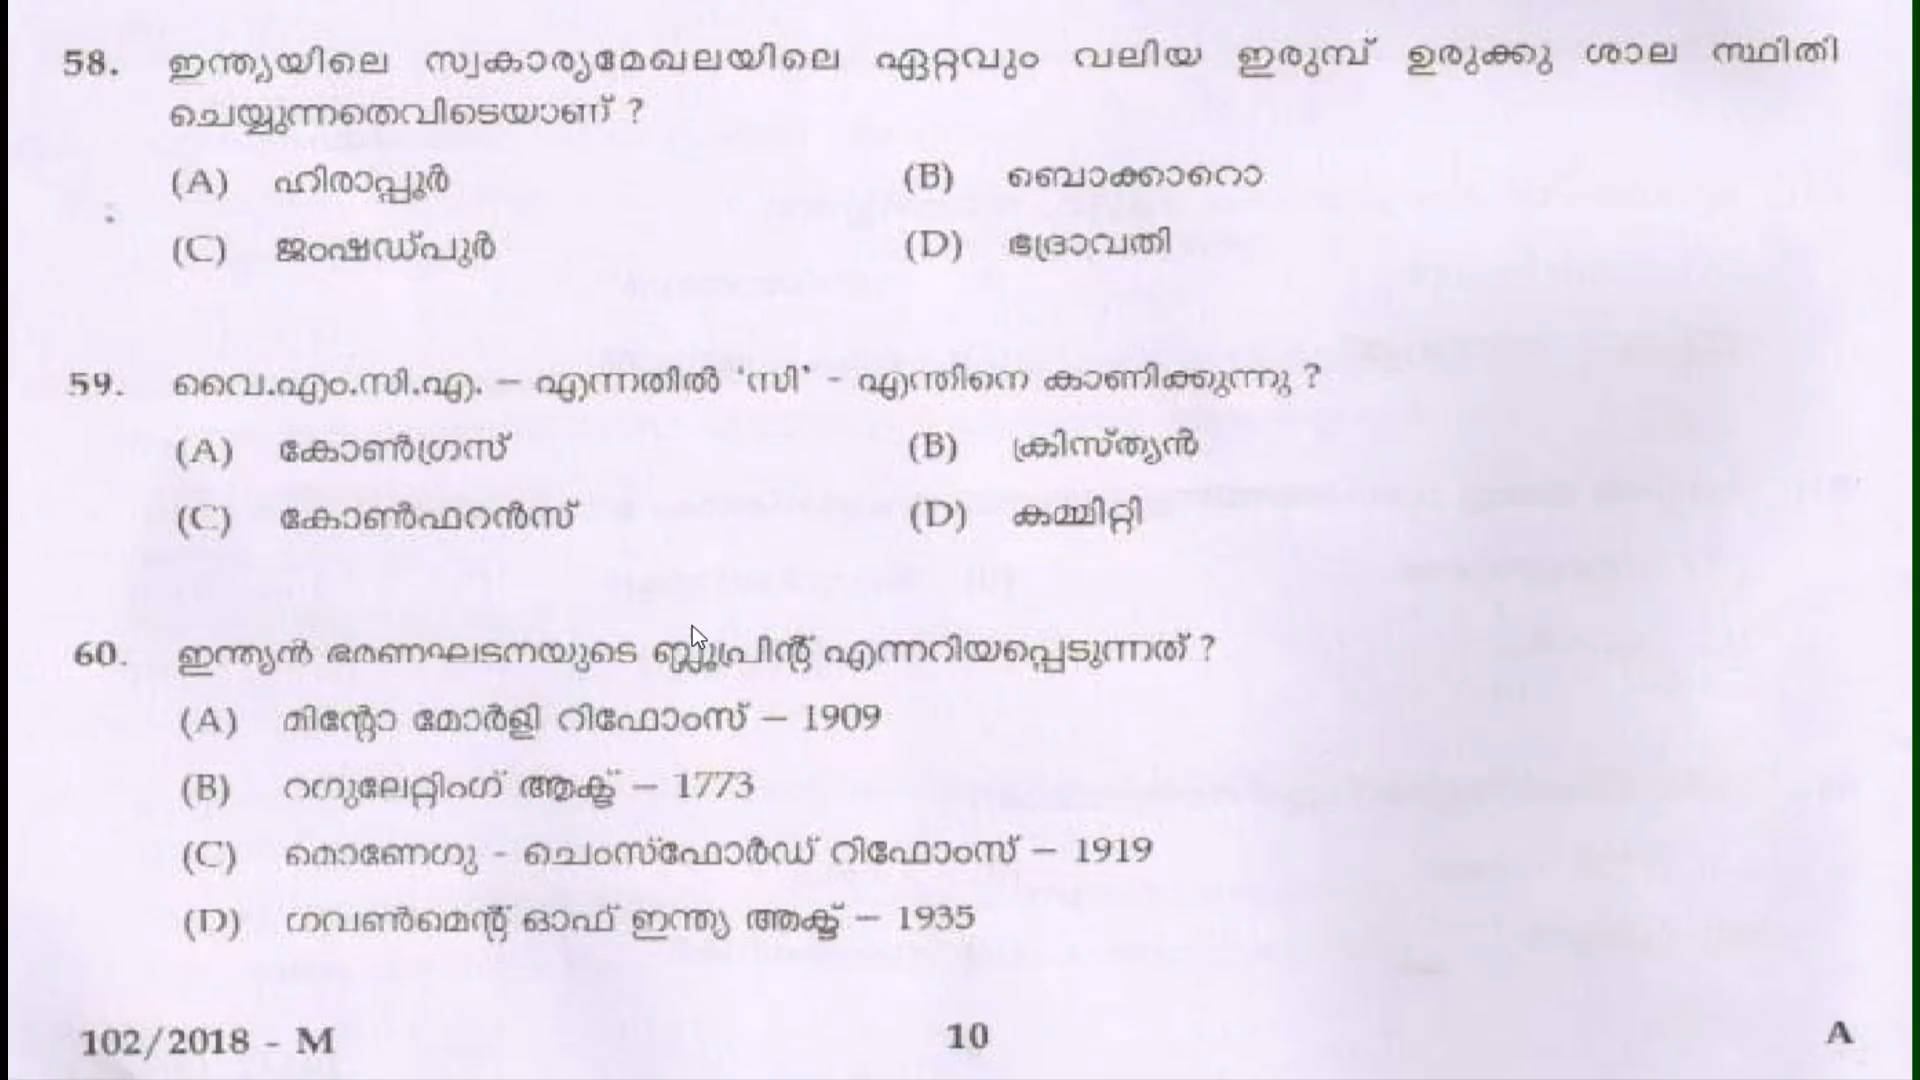 58. ഇന്ത്യയിലെ സ്വകാര്യമേഖലയിലെ ഏറ്റവും വലിയ ഇരുമ്പ് ഉരുക്കു ശാല സ്ഥിതി
ചെയ്യുന്നതെവിടെയാണ് ?
(A) ഹിരാപ്പൂർ (B) ബൊക്കാറൊ
(C) ജംഷഡ്പുർ (D) ഭദ്രാവതി
59. വൈ.എം.സി.എ. – എന്നതിൽ ‘സി’ - എന്തിനെ കാണിക്കുന്നു ?
(A) കോൺഗ്രസ് (B) ക്രിസ്ത്യൻ
(C) കോൺഫറൻസ് (D) കമ്മിറ്റി
60. ഇന്ത്യൻ ഭരണഘടനയുടെ ബ്ലൂപ്രിന്റ് എന്നറിയപ്പെടുന്നത് ?
(A) മിന്റോ മോർളി റിഫോംസ് – 1909
(B) റഗുലേറ്റിംഗ് ആക്ട് – 1773
(C) മൊണേഗു - ചെംസ്ഫോർഡ് റിഫോംസ് – 1919
(D) ഗവൺമെന്റ് ഓഫ് ഇന്ത്യ അക്ട് – 1935
102/2018 - M 10 A